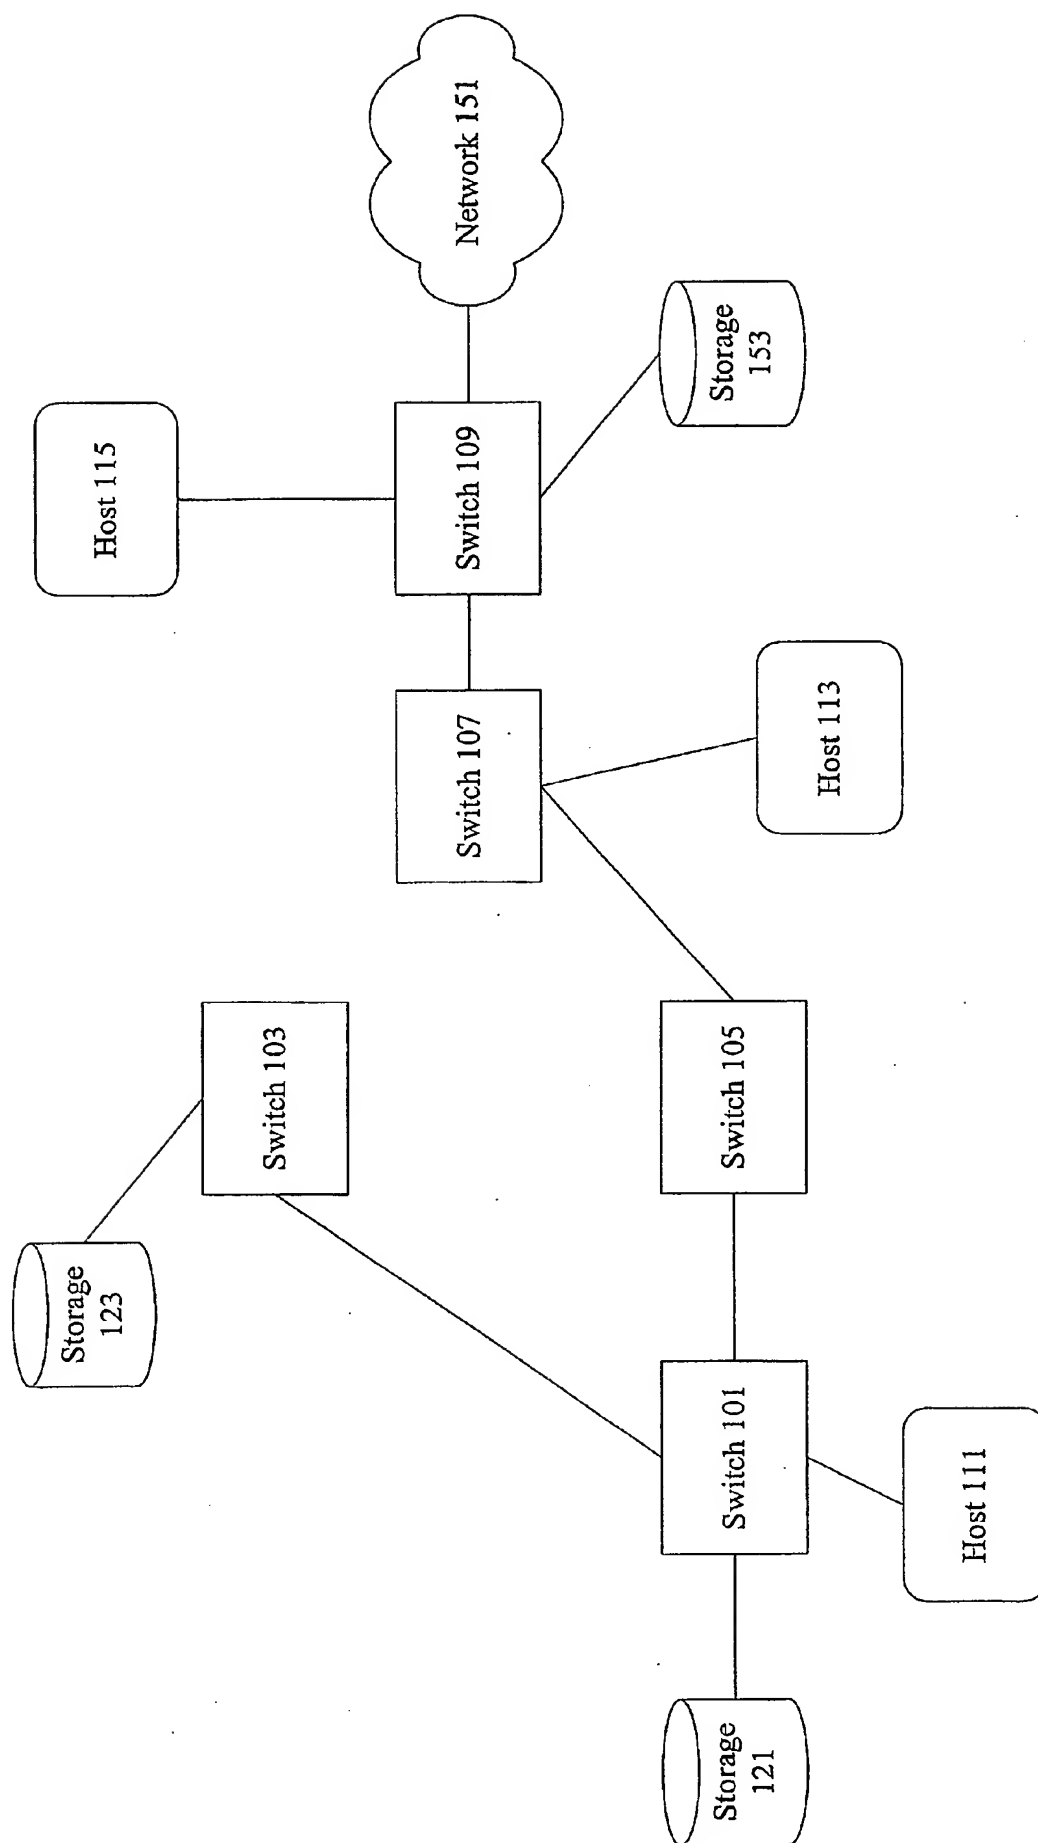 Storage
123
Switch 103
Host 115
Switch 107
Switch 109
Network 151
Storage
121
Switch 101
Switch 105
Storage
153
Host 111
Host 113